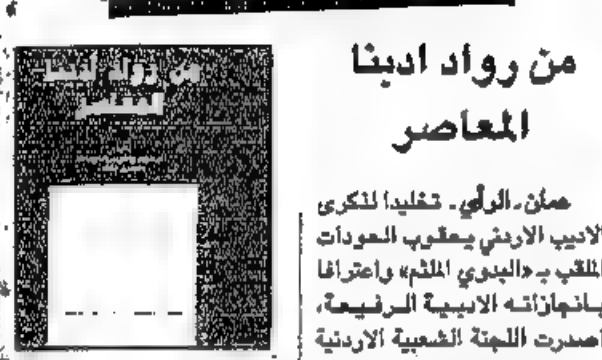 من رواد ادبنا
المعاصر
من رواد ادبنا
المعاصر
عمان ـ الرأي ـ تخليدا لذكرى
الاديب الاردني يعقوب العودات
الملقب بـ «البدوي الملثم» واعترافا
بانجازاته الادبية الرفيعة،
اصدرت اللجنة الشعبية الاردنية